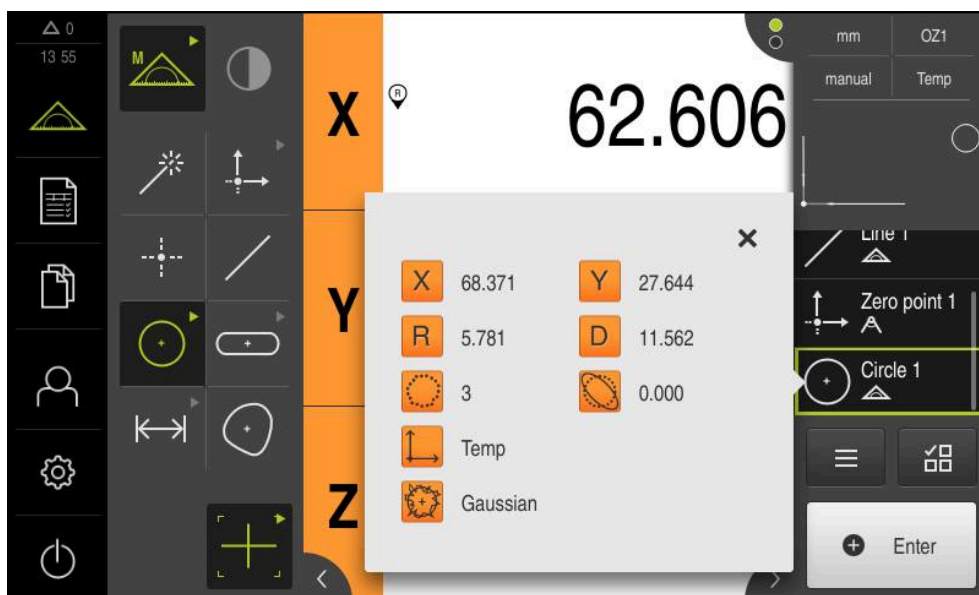 0
13 55
M
X
R
62.606
Y
Z
mm
OZ1
manual
Temp
X
68.371
Y
27.644
R
5.781
D
11.562
3
0.000
Temp
Gaussian
Line 1
Zero point 1
Circle 1
Enter